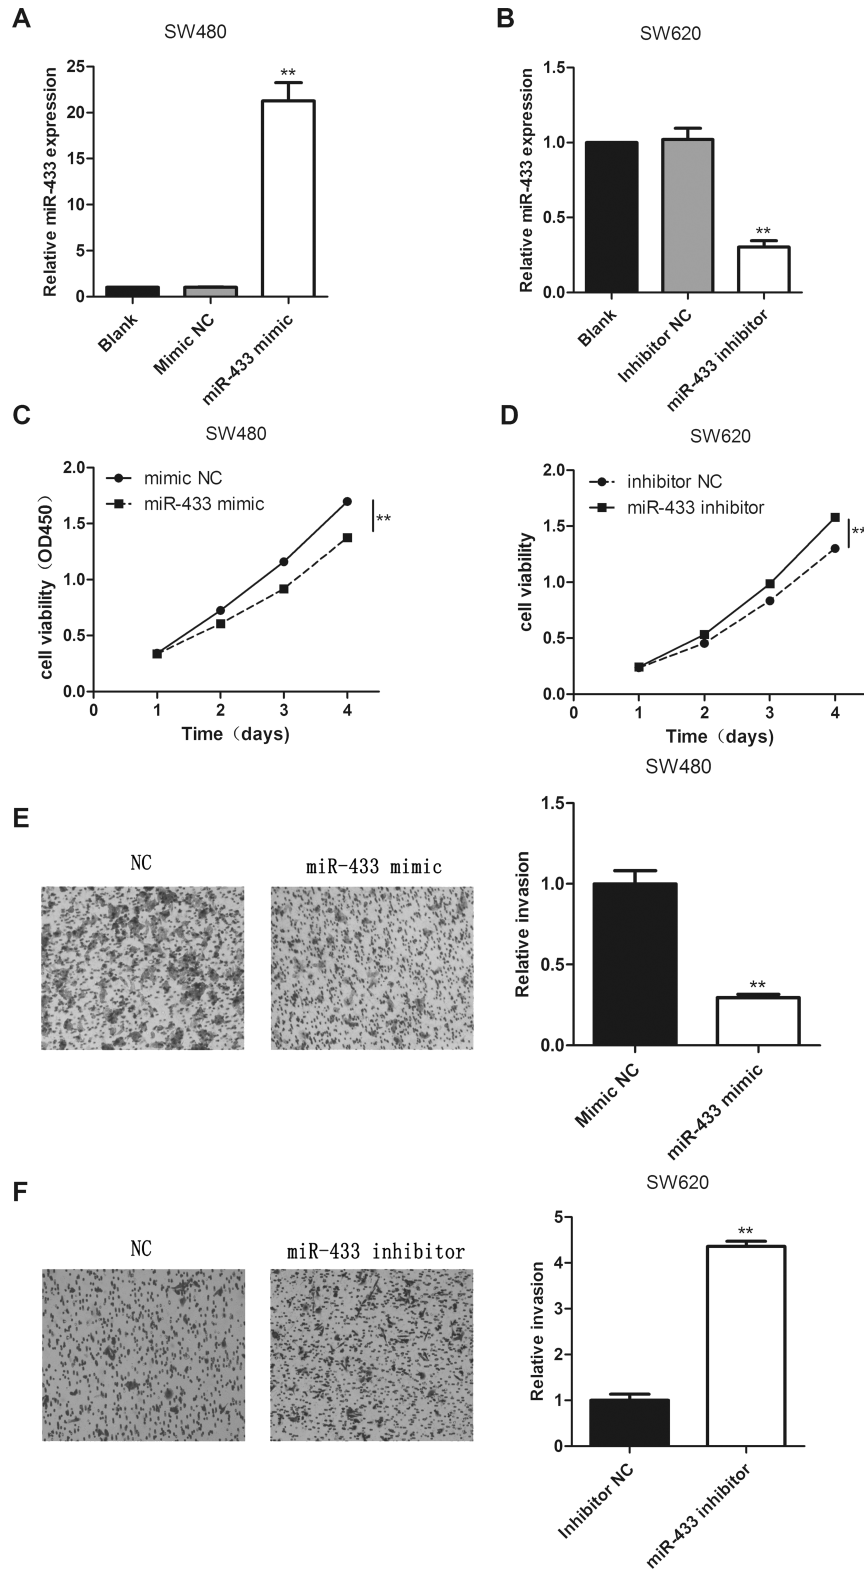 A
SW480
Relative miR-433 expression
25
20
15
10
5
0
**
Blank
Mimic NC
miR-433 mimic
B
SW620
Relative miR-433 expression
1.5
1.0
0.5
0.0
**
Blank
Inhibitor NC
miR-433 inhibitor
C
SW480
cell viability（OD450）
2.0
1.5
1.0
0.5
0.0
mimic NC
miR-433 mimic
**
0 1 2 3 4
Time（days)
D
SW620
cell viability
2.0
1.5
1.0
0.5
0.0
inhibitor NC
miR-433 inhibitor
**
0 1 2 3 4
Time（days)
E
NC
miR-433 mimic
SW480
Relative invasion
1.5
1.0
0.5
0.0
**
Mimic NC
miR-433 mimic
F
NC
miR-433 inhibitor
SW620
Relative invasion
5
4
3
2
1
0
**
Inhibitor NC
miR-433 inhibitor